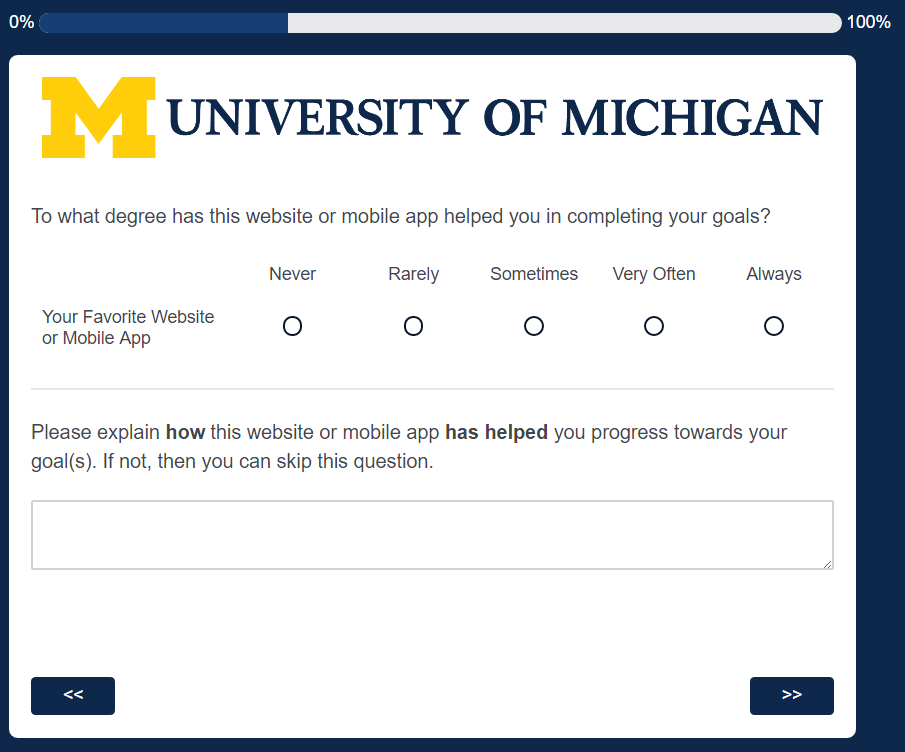 0% 100%
M UNIVERSITY OF MICHIGAN
To what degree has this website or mobile app helped you in completing your goals?
Never Rarely Sometimes Very Often Always
Your Favorite Website
or Mobile App
Please explain how this website or mobile app has helped you progress towards your
goal(s). If not, then you can skip this question.
<< >>